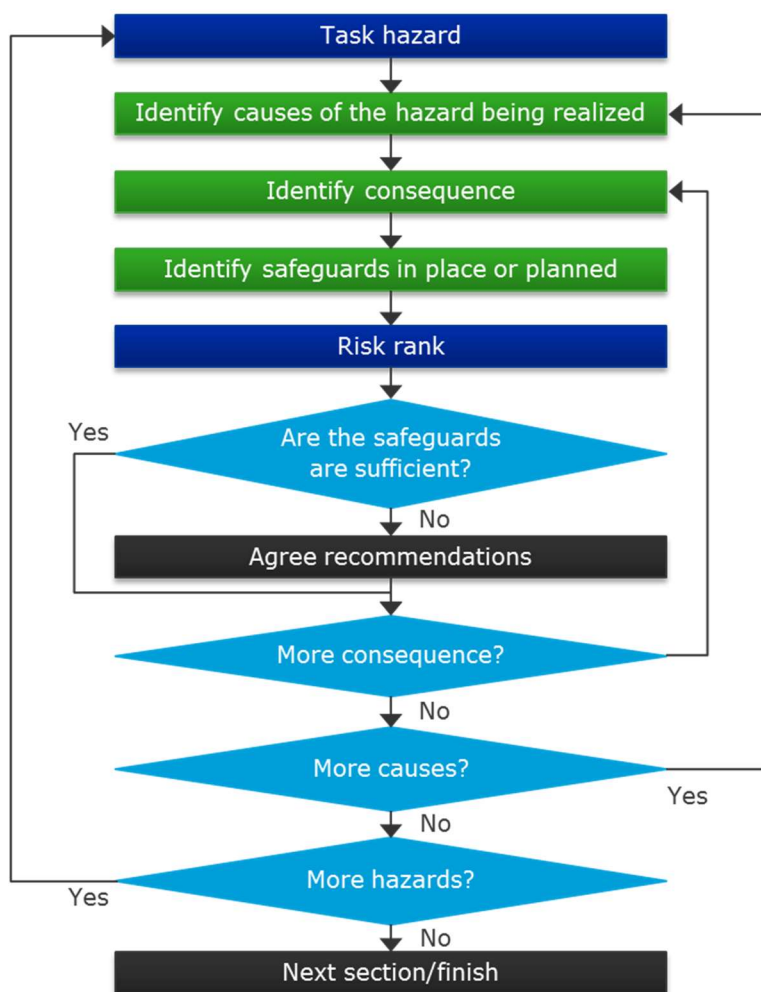 Task hazard
Identify causes of the hazard being realized
Identify consequence
Identify safeguards in place or planned
Risk rank
Yes
Are the safeguards
are sufficient?
No
Agree recommendations
More consequence?
No
More causes?
Yes
No
More hazards?
Yes
No
Next section/finish